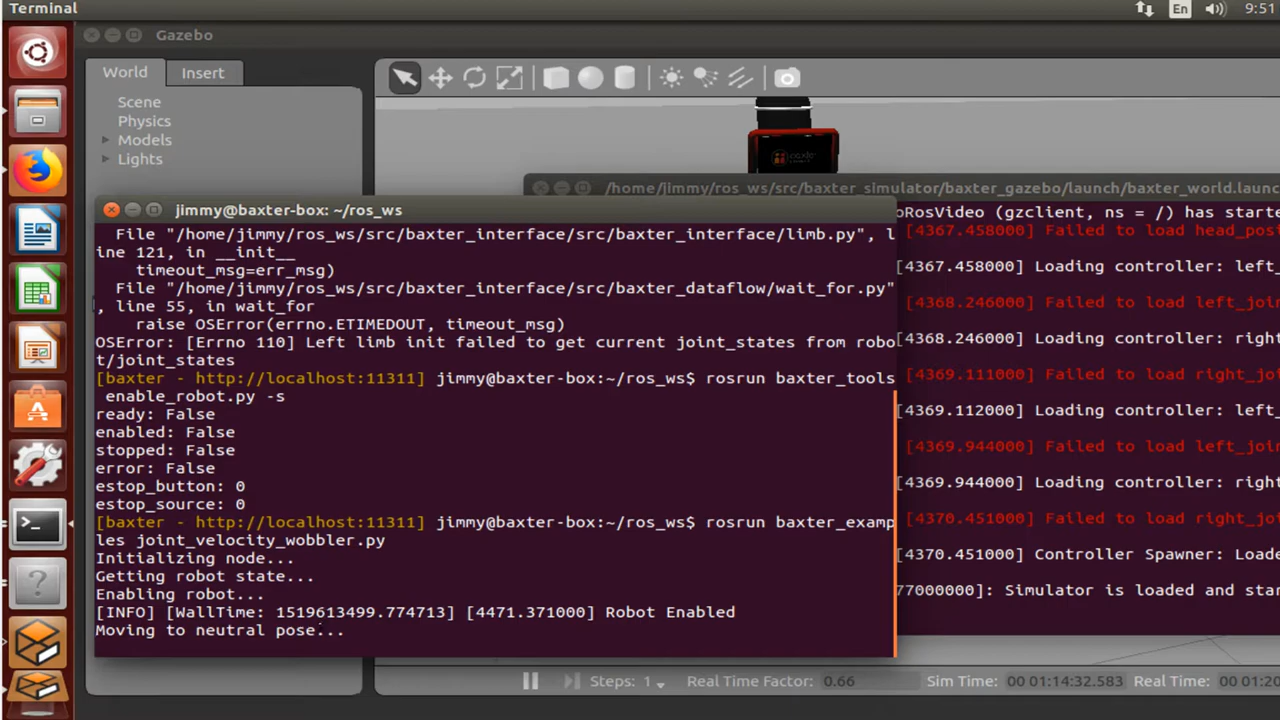 Terminal
En
9:51
Gazebo
World
Insert
Scene
Physics
Models
Lights
/home/jimmy/ros_ws/src/baxter_simulator/baxter_gazebo/launch/baxter_world.launc
jimmy@baxter-box: ~/ros_ws
File "/home/jimmy/ros_ws/src/baxter_interface/src/baxter_interface/limb.py", l
ine 121, in __init__
timeout_msg=err_msg)
File "/home/jimmy/ros_ws/src/baxter_interface/src/baxter_dataflow/wait_for.py"
, line 55, in wait_for
raise OSError(errno.ETIMEDOUT, timeout_msg)
OSError: [Errno 110] Left limb init failed to get current joint_states from robo
t/joint_states
[baxter - http://localhost:11311] jimmy@baxter-box:~/ros_ws$ rosrun baxter_tools
enable_robot.py -s
ready: False
enabled: False
stopped: False
error: False
estop_button: 0
estop_source: 0
[baxter - http://localhost:11311] jimmy@baxter-box:~/ros_ws$ rosrun baxter_examp
les joint_velocity_wobbler.py
Initializing node...
Getting robot state...
Enabling robot...
[INFO] [WallTime: 1519613499.774713] [4471.371000] Robot Enabled
Moving to neutral pose...
oRosVideo (gzclient, ns = /) has starte
[4367.458000] Failed to load head_posi
[4367.458000] Loading controller: left_
[4368.246000] Failed to load left_join
[4368.246000] Loading controller: right
[4369.111000] Failed to load right_joi
[4369.112000] Loading controller: left_
[4369.944000] Failed to load left_join
[4369.944000] Loading controller: right
[4370.451000] Failed to load right_joi
[4370.451000] Controller Spawner: Loade
77000000]: Simulator is loaded and star
Steps: 1
Real Time Factor: 0.66
Sim Time: 00 01:14:32.583
Real Time: 00 01:20